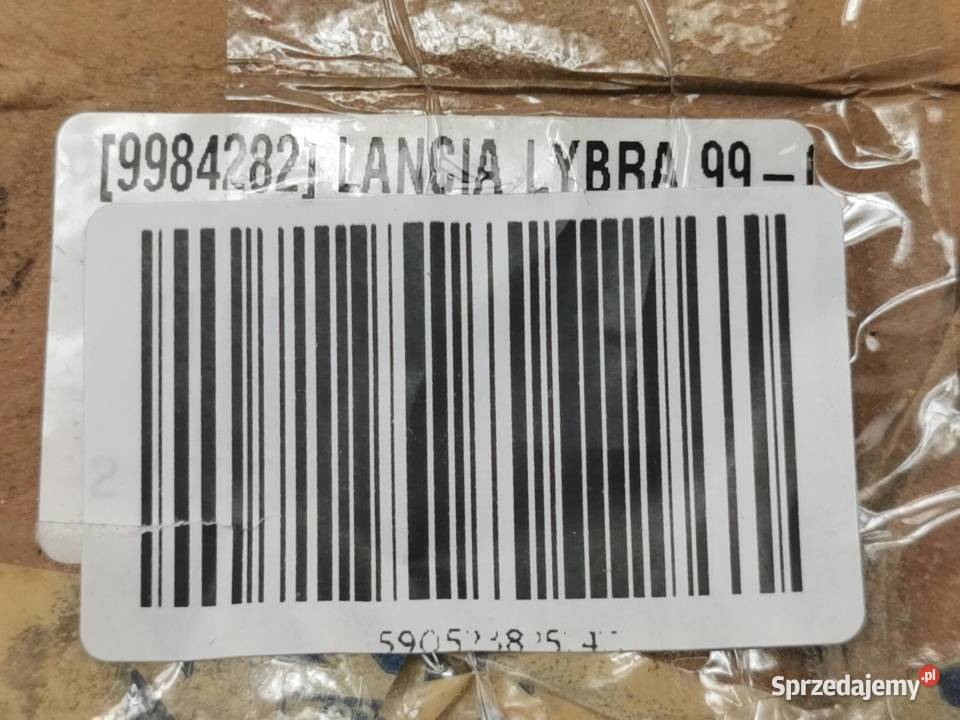 [9984282] LANCIA LYBRA 99-
Sprzedajemy.pl